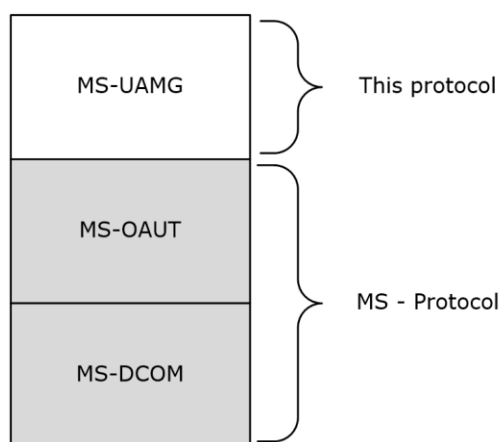 MS-UAMG
This protocol
MS-OAUT
MS - Protocol
MS-DCOM